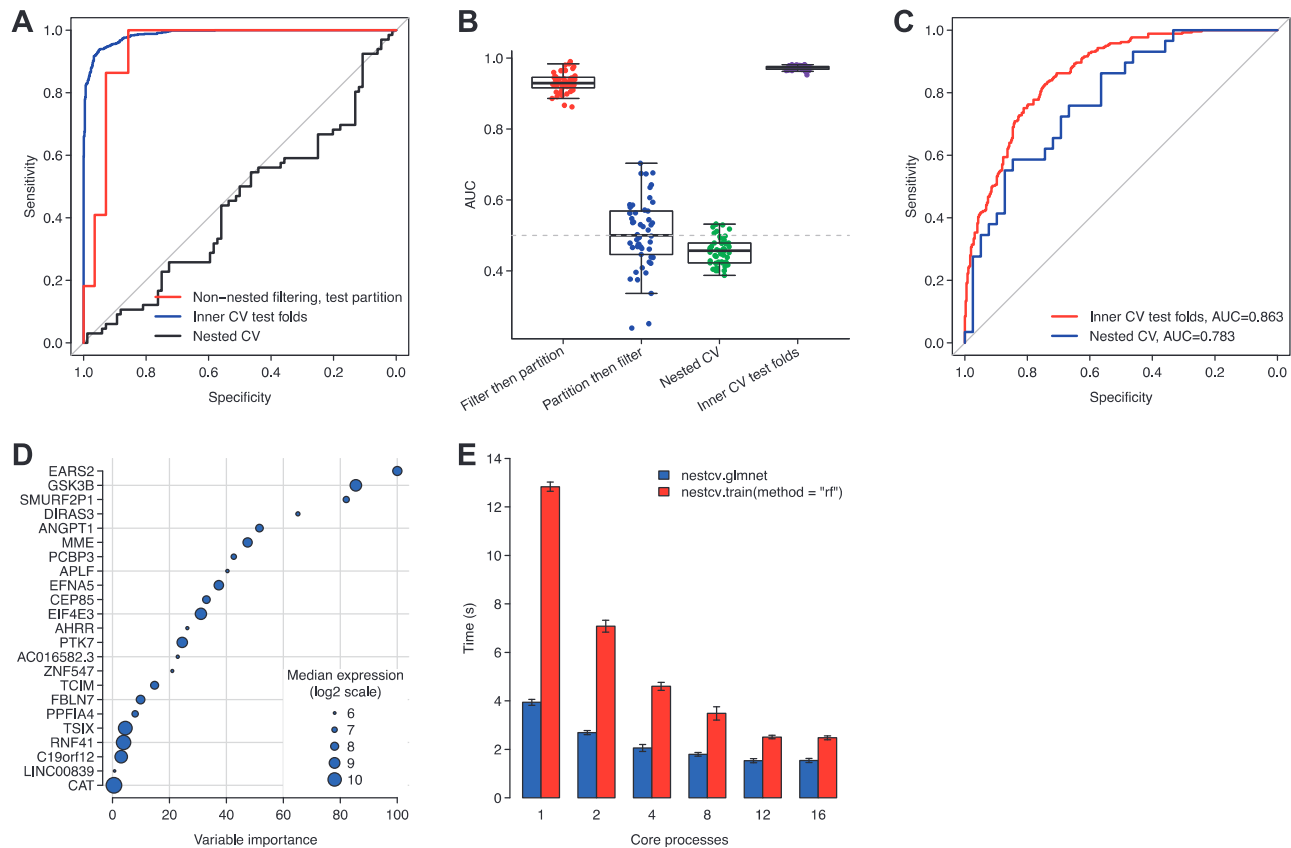 A
1.0
0.8
0.6
0.4
0.2
0.0
Sensitivity
Non−nested filtering, test partition
Inner CV test folds
Nested CV
1.0 0.8 0.6 0.4 0.2 0.0
Specificity
B
1.0
0.8
0.6
0.4
AUC
Filter then partition
Partition then filter
Nested CV
Inner CV test folds
C
1.0
0.8
0.6
0.4
0.2
0.0
Sensitivity
Inner CV test folds, AUC=0.863
Nested CV, AUC=0.783
1.0 0.8 0.6 0.4 0.2 0.0
Specificity
D
EARS2
GSK3B
SMURF2P1
DIRAS3
ANGPT1
MME
PCBP3
APLF
EFNA5
CEP85
EIF4E3
AHRR
PTK7
AC016582.3
ZNF547
TCIM
FBLN7
PPFIA4
TSIX
RNF41
C19orf12
LINC00839
CAT
Median expression
(log2 scale)
6
7
8
9
10
0 20 40 60 80 100
Variable importance
E
14
12
10
8
6
4
2
0
Time (s)
nestcv.glmnet
nestcv.train(method = "rf")
1 2 4 8 12 16
Core processes